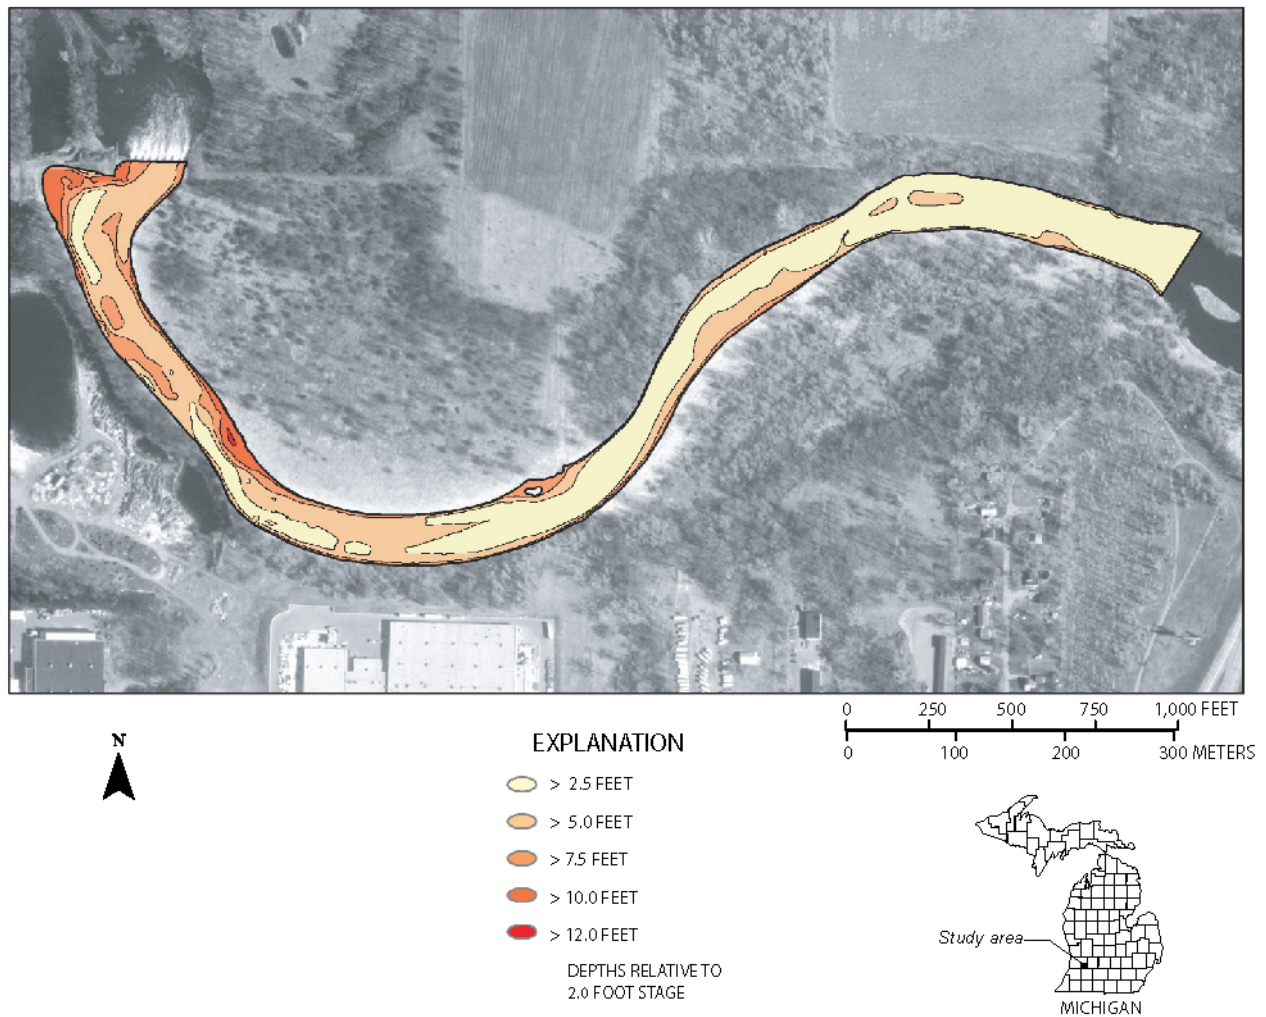 0 250 500 750 1,000 FEET
0 100 200 300 METERS
N
EXPLANATION
> 2.5 FEET
> 5.0 FEET
> 7.5 FEET
> 10.0 FEET
> 12.0 FEET
DEPTHS RELATIVE TO
2.0 FOOT STAGE
Study area
MICHIGAN